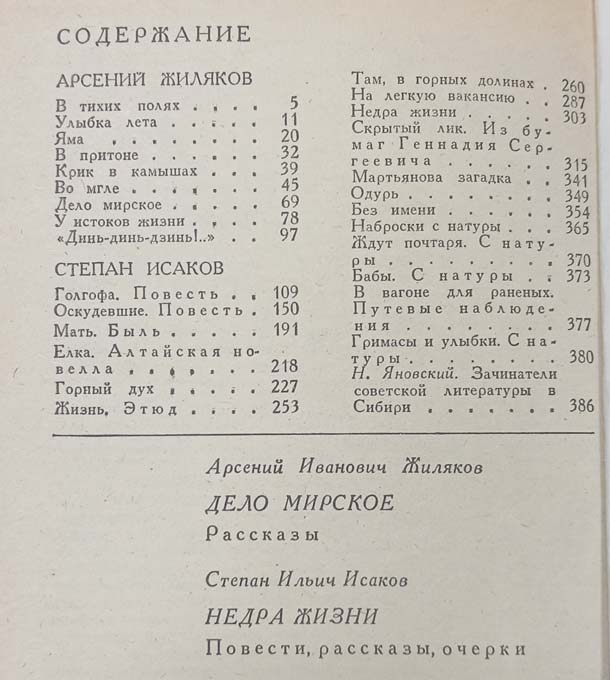 СОДЕРЖАНИЕ
АРСЕНИЙ ЖИЛЯКОВ
В тихих полях . . . . 5
Улыбка лета . . . . . 11
Яма . . . . . . 20
В притоне . . . . . 32
Крик в камышах . . . . 39
Во мгле . . . . . . 45
Дело мирское . . . . 69
У истоков жизни . . . . 78
«Динь-динь-дзинь!..» . . 97
СТЕПАН ИСАКОВ
Голгофа. Повесть . . 109
Оскудевшие. Повесть . 150
Мать. Быль . . . . 191
Елка. Алтайская но-
велла . . . . . . 218
Горный дух . . . . 227
Жизнь. Этюд . . . . 253
Там, в горных долинах . 260
На легкую вакансию . . 287
Недра жизни . . . . . 303
Скрытый лик. Из бу-
маг Геннадия Сер-
геевича . . . . . . 315
Мартьянова загадка . . 341
Одурь . . . . . . . 349
Без имени . . . . . 354
Наброски с натуры . . 365
Ждут почтаря. С нату-
ры . . . . . . . . 370
Бабы. С натуры . . 373
В вагоне для раненых.
Путевые наблюде-
ния . . . . . . . 377
Гримасы и улыбки. С на-
туры . . . . . . . 380
Н. Яновский. Зачинатели
советской литературы в
Сибири . . . . . . 386
Арсений Иванович Жиляков
ДЕЛО МИРСКОЕ
Рассказы
Степан Ильич Исаков
НЕДРА ЖИЗНИ
Повести, рассказы, очерки